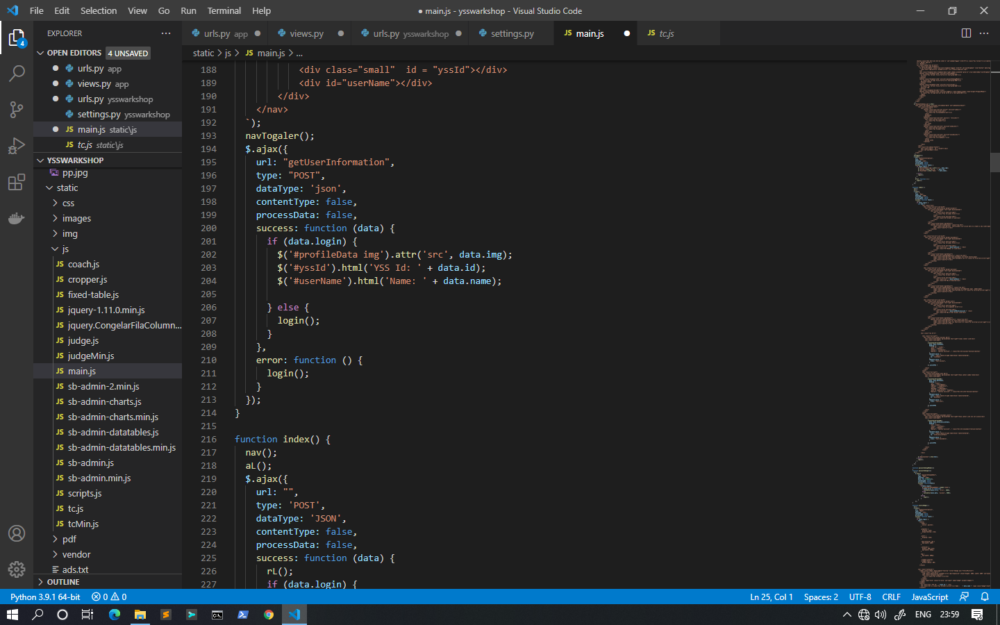 File Edit Selection View Go Run Terminal Help
● main.js - ysswarkshop - Visual Studio Code
EXPLORER
urls.py app
views.py
urls.py ysswarkshop
settings.py
JS main.js
JS tc.js
static > js > JS main.js > ...
OPEN EDITORS 4 UNSAVED
4
urls.py app
views.py app
urls.py ysswarkshop
settings.py ysswarkshop
JS main.js static\js
JS tc.js static\js
YSSWARKSHOP
pp.jpg
static
css
images
img
js
JS coach.js
JS cropper.js
JS fixed-table.js
JS jquery-1.11.0.min.js
JS jquery.CongelarFilaColumn...
JS judge.js
JS judgeMin.js
JS main.js
JS sb-admin-2.min.js
JS sb-admin-charts.js
JS sb-admin-charts.min.js
JS sb-admin-datatables.js
JS sb-admin-datatables.min.js
JS sb-admin.js
JS sb-admin.min.js
JS scripts.js
JS tc.js
JS tcMin.js
pdf
vendor
ads.txt
OUTLINE
188 <div class="small"  id = "yssId"></div>
189 <div id="userName"></div>
190 </div>
191 </nav>
192 `);
193 navTogaler();
194 $.ajax({
195 url: "getUserInformation",
196 type: "POST",
197 dataType: 'json',
198 contentType: false,
199 processData: false,
200 success: function (data) {
201 if (data.login) {
202 $('#profileData img').attr('src', data.img);
203 $('#yssId').html('YSS Id: ' + data.id);
204 $('#userName').html('Name: ' + data.name);
205
206 } else {
207 login();
208 }
209 },
210 error: function () {
211 login();
212 }
213 });
214 }
215
216 function index() {
217 nav();
218 aL();
219 $.ajax({
220 url: "",
221 type: 'POST',
222 dataType: 'JSON',
223 contentType: false,
224 processData: false,
225 success: function (data) {
226 rL();
227 if (data.login) {
Python 3.9.1 64-bit 0 0 Ln 25, Col 1 Spaces: 2 UTF-8 CRLF JavaScript
ENG 23:59